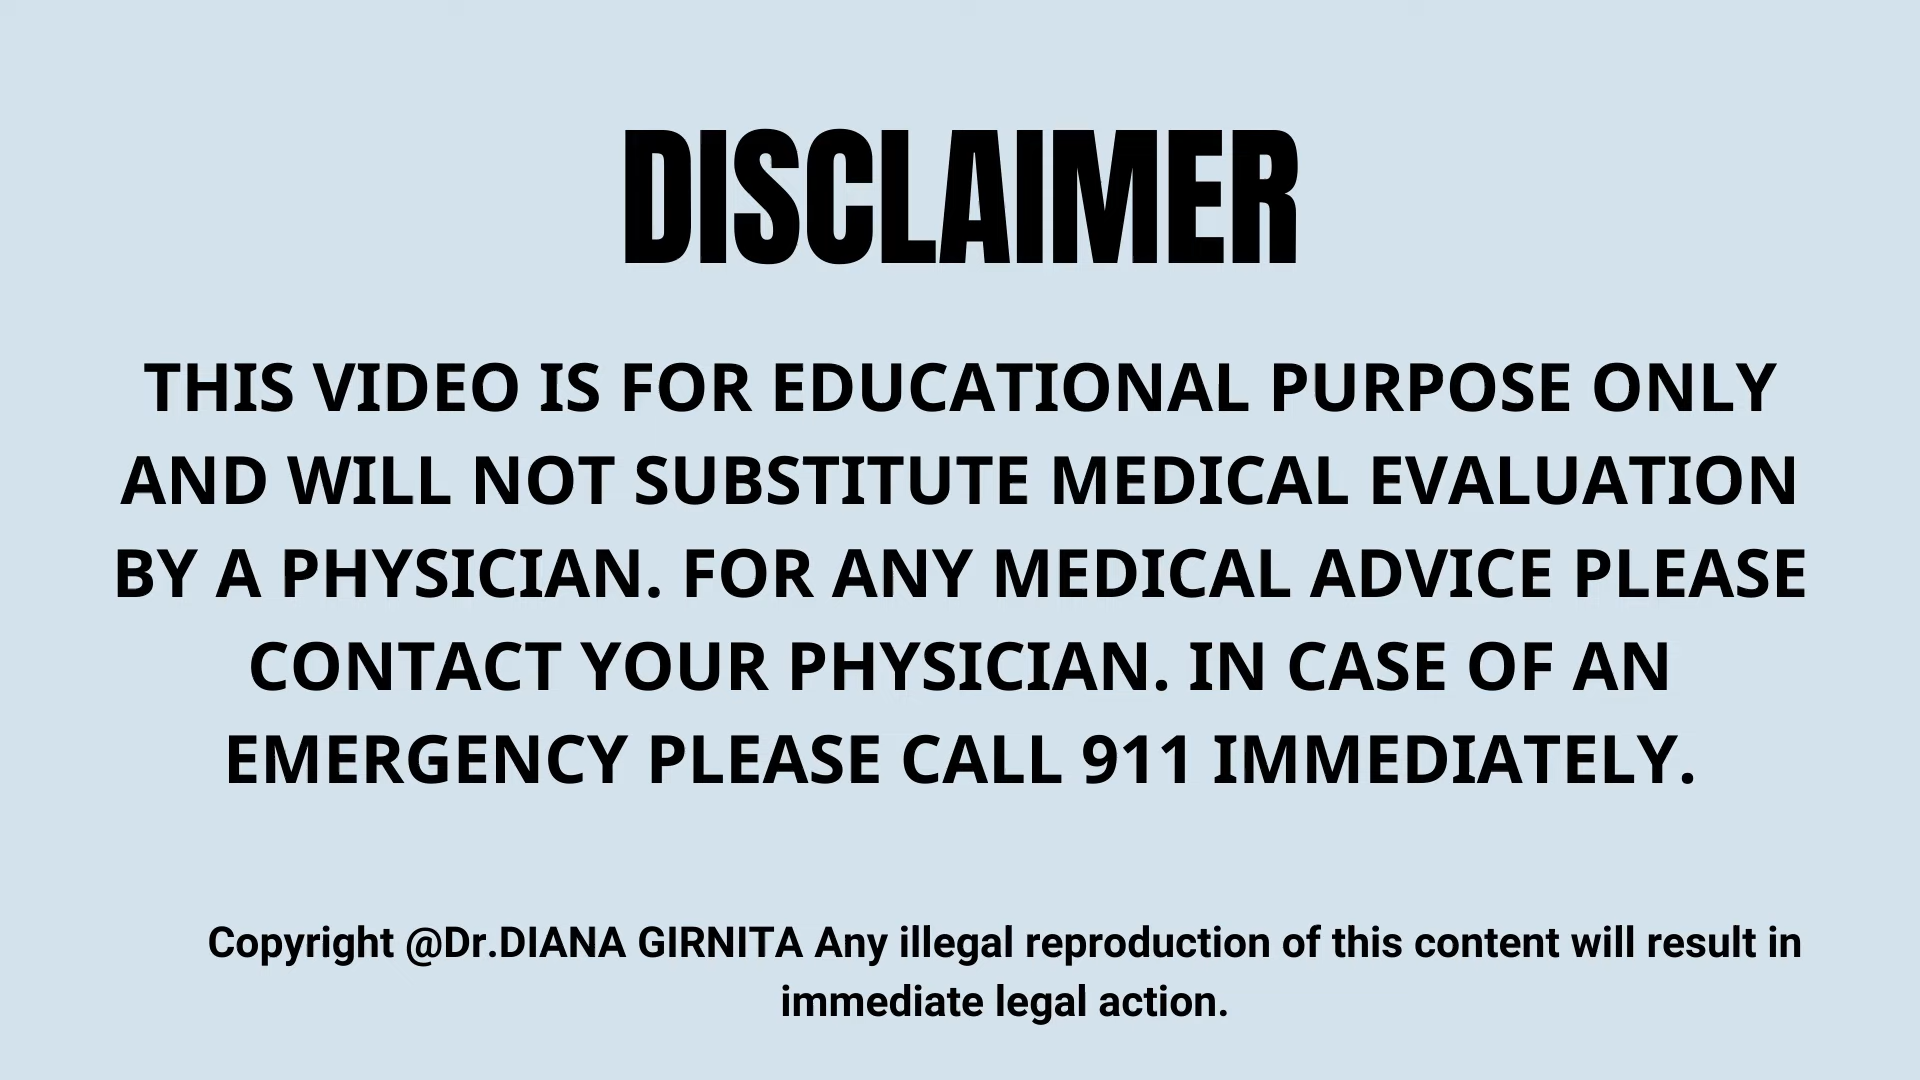 DISCLAIMER
THIS VIDEO IS FOR EDUCATIONAL PURPOSE ONLY
AND WILL NOT SUBSTITUTE MEDICAL EVALUATION
BY A PHYSICIAN. FOR ANY MEDICAL ADVICE PLEASE
CONTACT YOUR PHYSICIAN. IN CASE OF AN
EMERGENCY PLEASE CALL 911 IMMEDIATELY.
Copyright @Dr.DIANA GIRNITA Any illegal reproduction of this content will result in
immediate legal action.